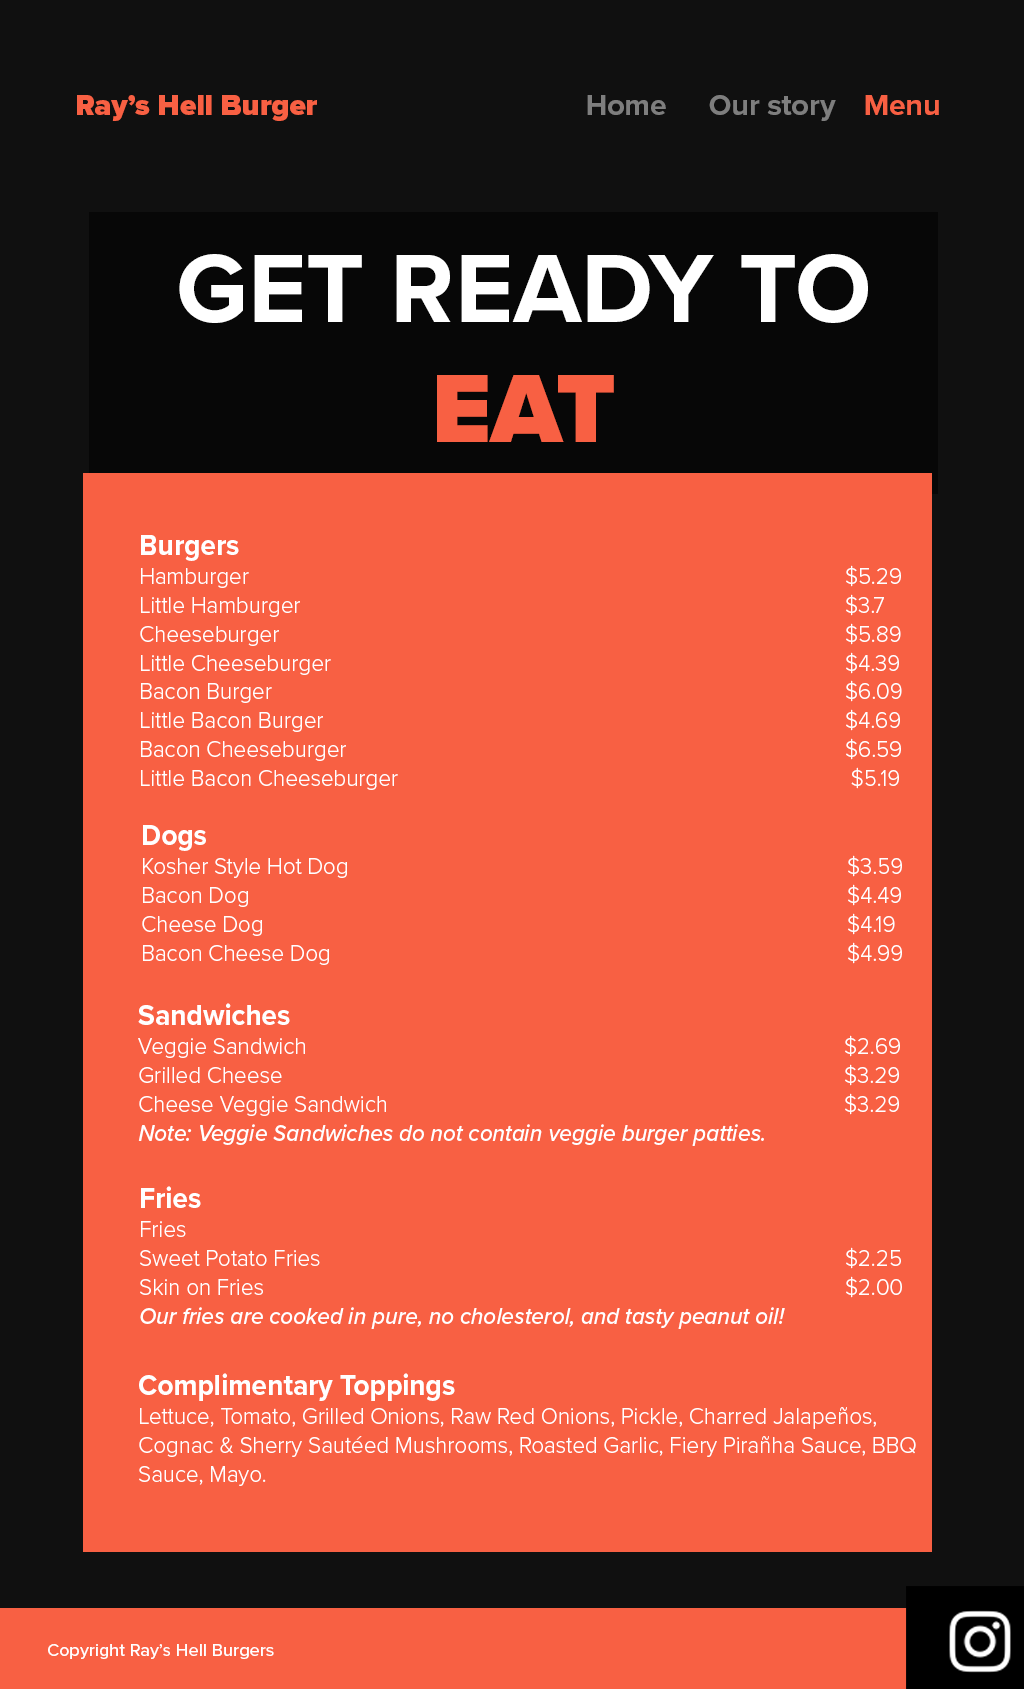 Ray’s Hell Burger Home Our story Menu
GET READY TO
EAT
Burgers
Hamburger $5.29
Little Hamburger $3.7
Cheeseburger $5.89
Little Cheeseburger $4.39
Bacon Burger $6.09
Little Bacon Burger $4.69
Bacon Cheeseburger $6.59
Little Bacon Cheeseburger $5.19
Dogs
Kosher Style Hot Dog $3.59
Bacon Dog $4.49
Cheese Dog $4.19
Bacon Cheese Dog $4.99
Sandwiches
Veggie Sandwich $2.69
Grilled Cheese $3.29
Cheese Veggie Sandwich $3.29
Note: Veggie Sandwiches do not contain veggie burger patties.
Fries
Fries
Sweet Potato Fries $2.25
Skin on Fries $2.00
Our fries are cooked in pure, no cholesterol, and tasty peanut oil!
Complimentary Toppings
Lettuce, Tomato, Grilled Onions, Raw Red Onions, Pickle, Charred Jalapeños,
Cognac & Sherry Sautéed Mushrooms, Roasted Garlic, Fiery Pirañha Sauce, BBQ
Sauce, Mayo.
Copyright Ray’s Hell Burgers